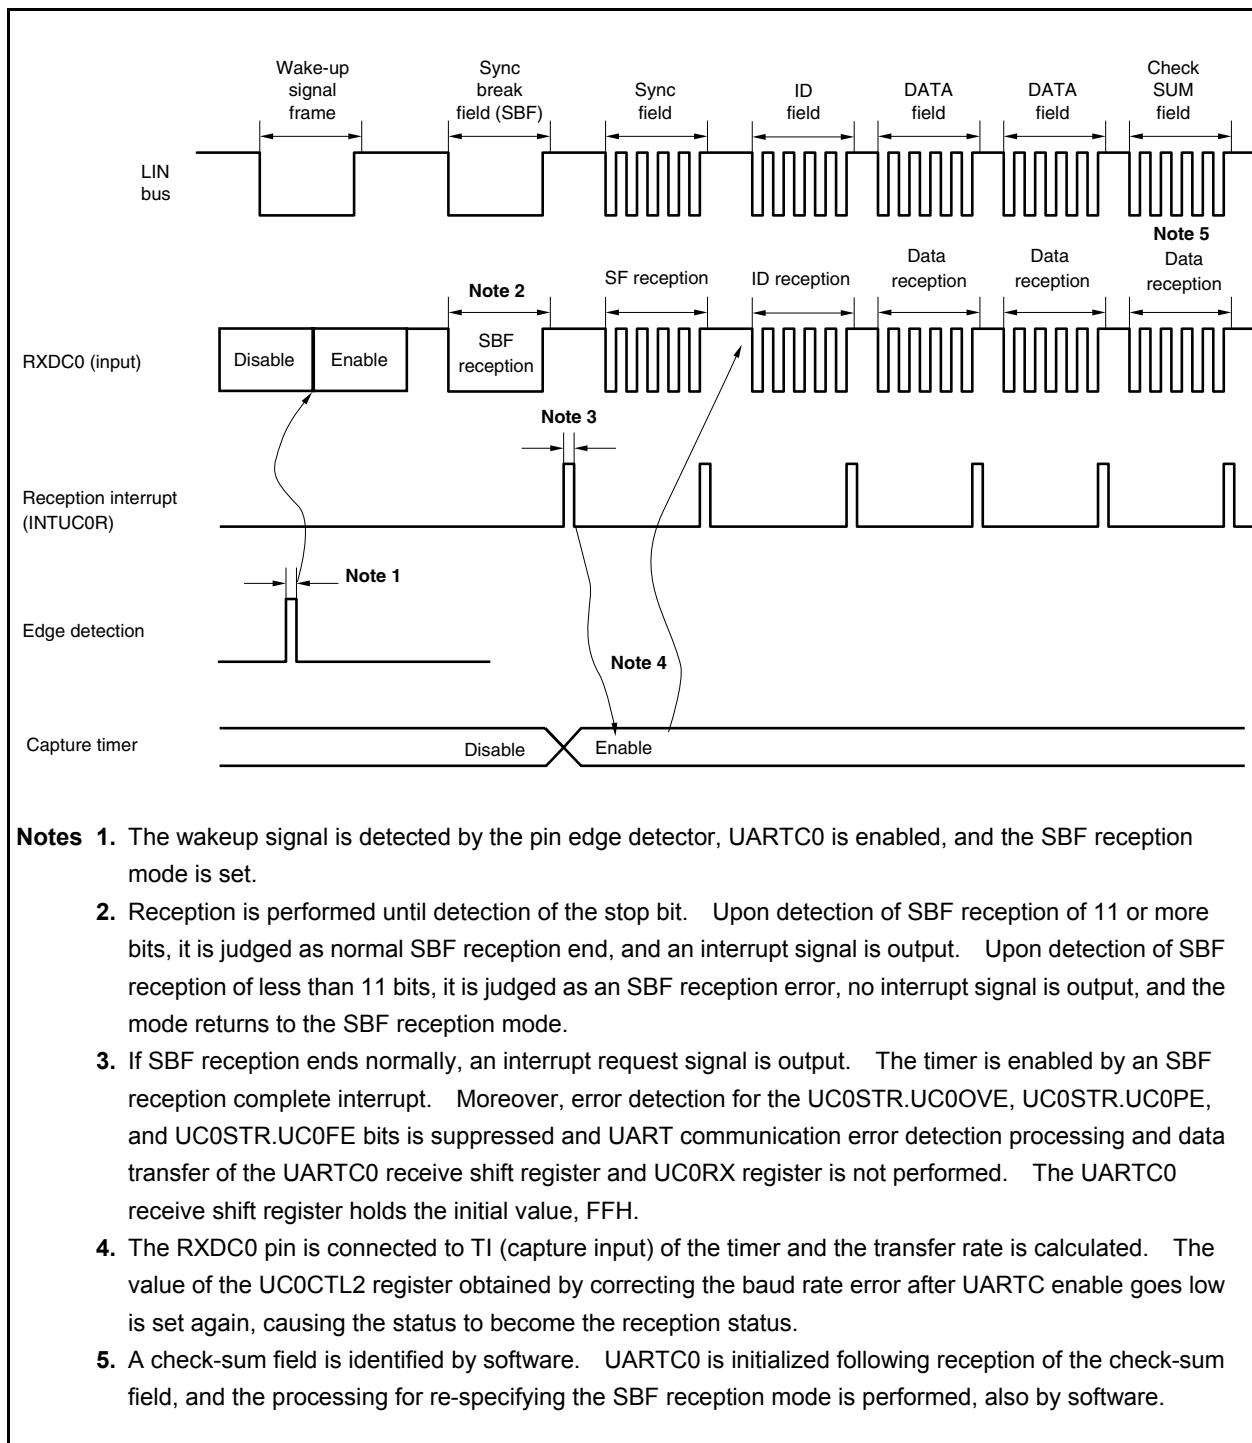 Wake-up
signal
frame
Sync
break
field (SBF)
Sync
field
ID
field
DATA
field
DATA
field
Check
SUM
field
LIN
bus
Note 5
Note 2
SF reception
ID reception
Data
reception
Data
reception
Data
reception
RXDC0 (input)
Disable
Enable
SBF
reception
Note 3
Reception interrupt
(INTUC0R)
Note 1
Edge detection
Note 4
Capture timer
Disable
Enable
Notes 1. The wakeup signal is detected by the pin edge detector, UARTC0 is enabled, and the SBF reception
mode is set.
2. Reception is performed until detection of the stop bit. Upon detection of SBF reception of 11 or more
bits, it is judged as normal SBF reception end, and an interrupt signal is output. Upon detection of SBF
reception of less than 11 bits, it is judged as an SBF reception error, no interrupt signal is output, and the
mode returns to the SBF reception mode.
3. If SBF reception ends normally, an interrupt request signal is output. The timer is enabled by an SBF
reception complete interrupt. Moreover, error detection for the UC0STR.UC0OVE, UC0STR.UC0PE,
and UC0STR.UC0FE bits is suppressed and UART communication error detection processing and data
transfer of the UARTC0 receive shift register and UC0RX register is not performed. The UARTC0
receive shift register holds the initial value, FFH.
4. The RXDC0 pin is connected to TI (capture input) of the timer and the transfer rate is calculated. The
value of the UC0CTL2 register obtained by correcting the baud rate error after UARTC enable goes low
is set again, causing the status to become the reception status.
5. A check-sum field is identified by software. UARTC0 is initialized following reception of the check-sum
field, and the processing for re-specifying the SBF reception mode is performed, also by software.